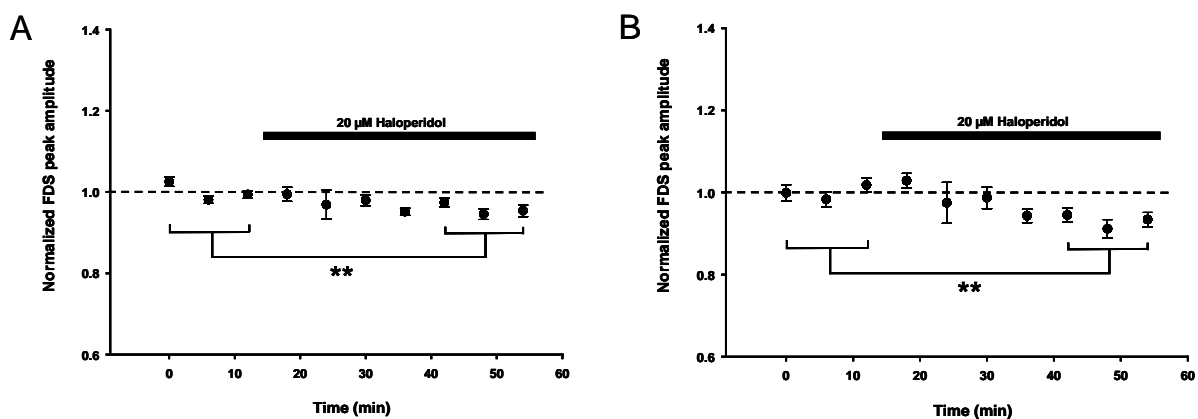 A
Normalized FDS peak amplitude
1.4
1.2
1.0
0.8
0.6
20 µM Haloperidol
**
0 10 20 30 40 50 60
Time (min)
B
Normalized FDS peak amplitude
1.4
1.2
1.0
0.8
0.6
20 µM Haloperidol
**
0 10 20 30 40 50 60
Time (min)